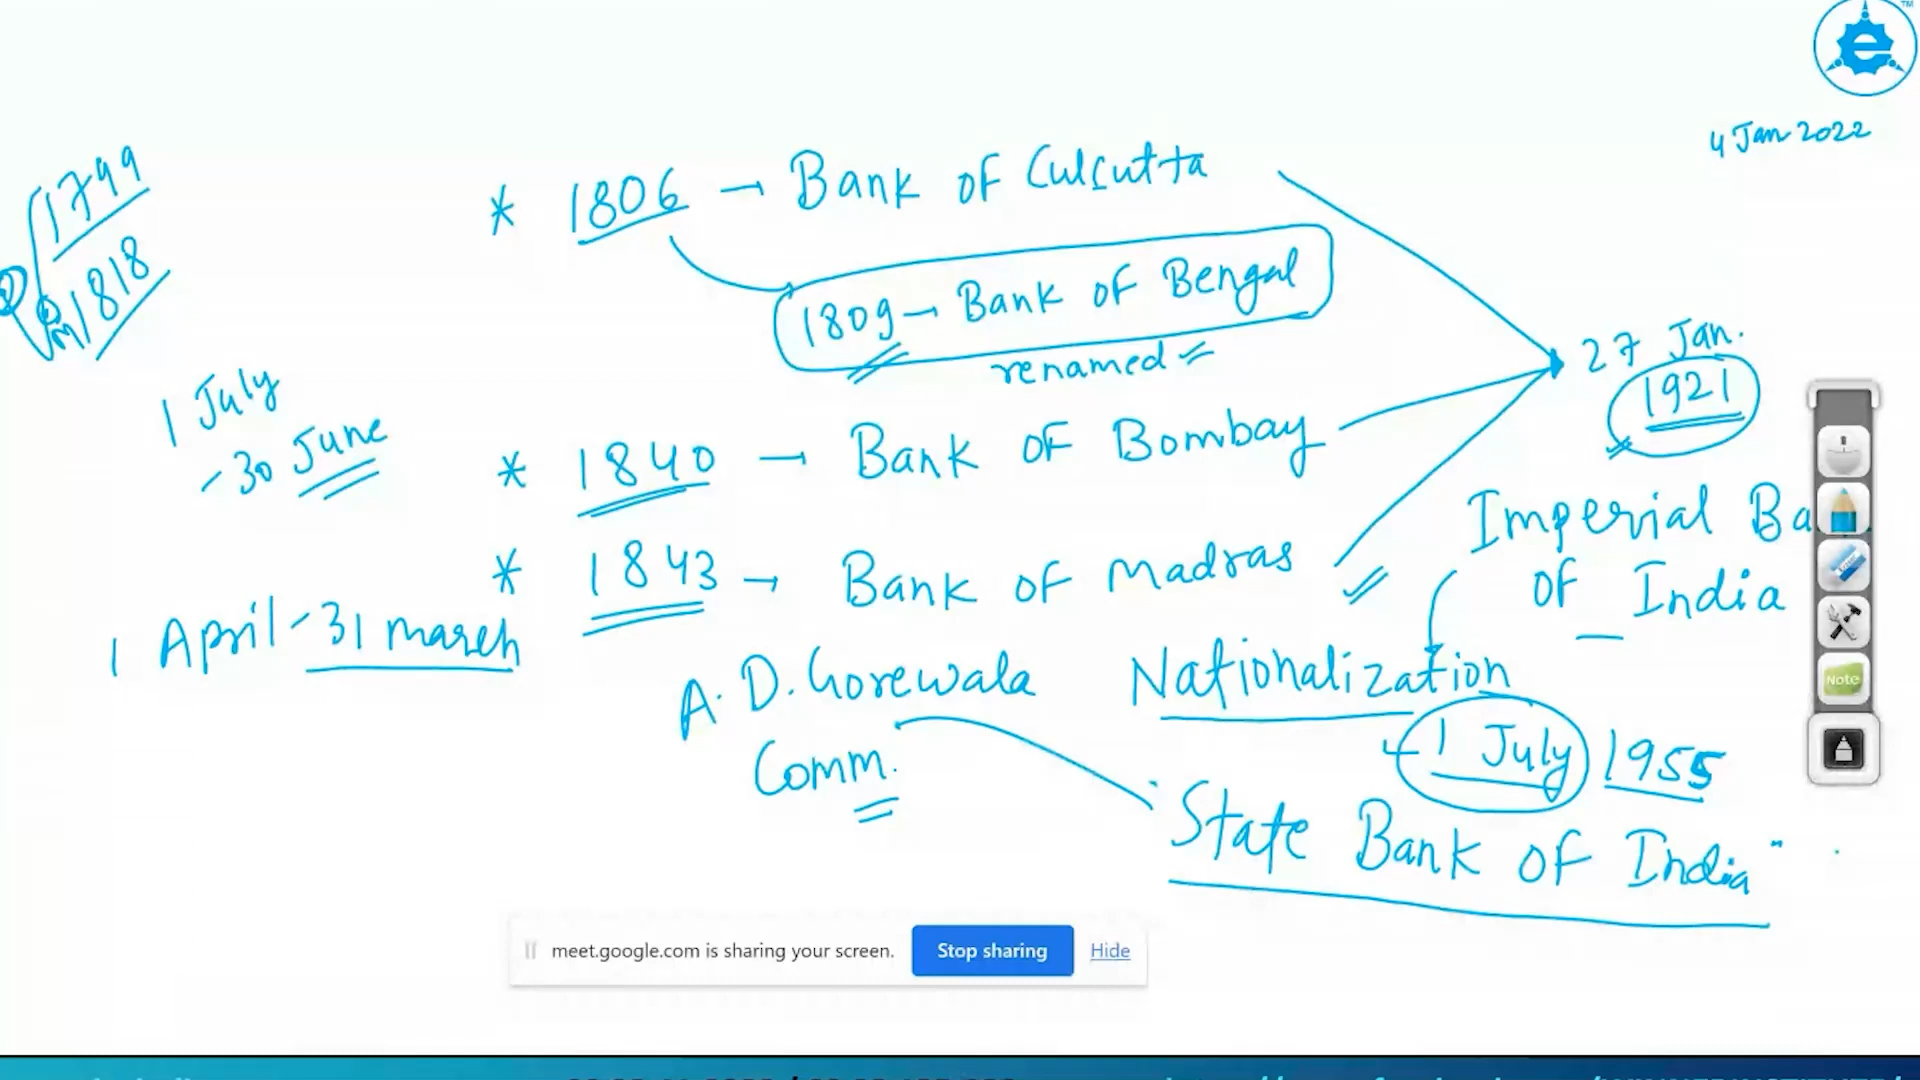 TM
e
4 Jan 2022
1799
1818
* 1806 → Bank of Culcutta
1809 → Bank of Bengal
renamed
27 Jan.
1921
1 July
-30 June
* 1840 → Bank of Bombay
* 1843 → Bank of Madras
Imperial Ba
of India
1 April - 31 march
A. D. Gorewala
Comm.
Nationalization
1 July 1955
State Bank of India"
Note
meet.google.com is sharing your screen. Stop sharing Hide